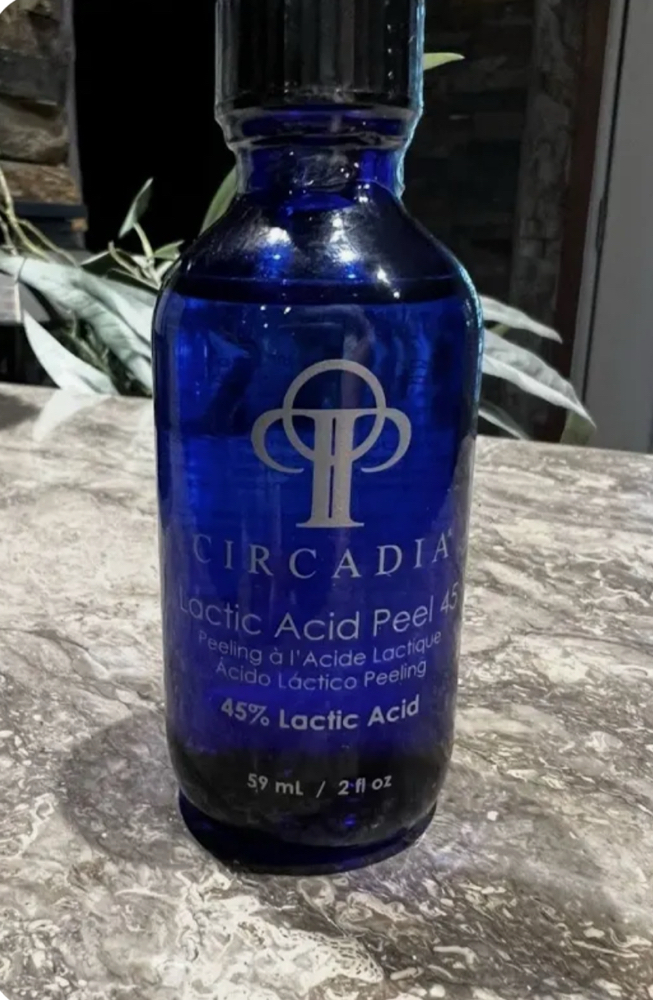 CIRCADIA®
Lactic Acid Peel 45
Peeling à l'Acide Lactique
Ácido Láctico Peeling
45% Lactic Acid
59 mL / 2 fl oz